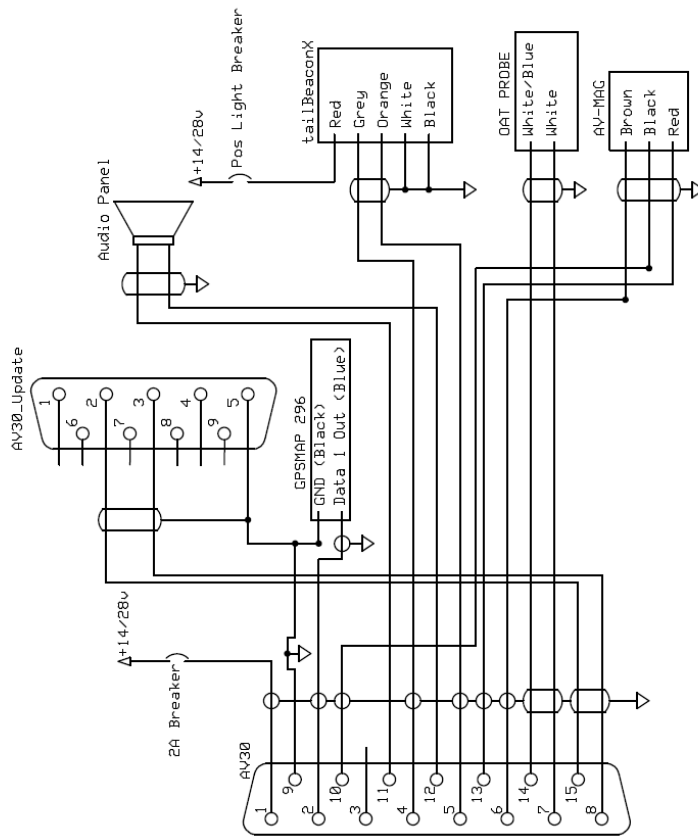 Audio Panel
+14/28v
Pos Light Breaker
tailBeaconX
Red
Grey
Orange
White
Black
OAT PROBE
White/Blue
White
AV-MAG
Brown
Black
Red
AV30_Update
1
6
2
7
3
8
4
9
5
GPSMAP 296
GND (Black)
Data 1 Out (Blue)
+14/28v
2A Breaker
AV30
1
9
2
10
3
11
4
12
5
13
6
14
7
15
8